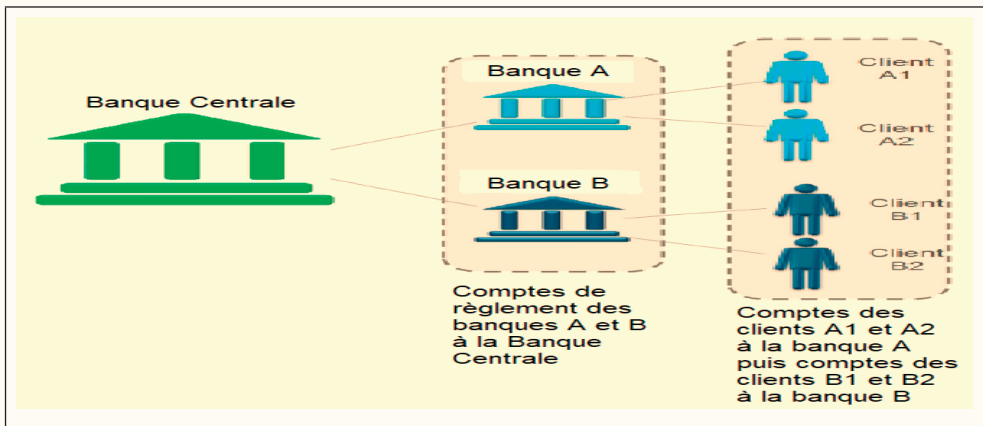 Banque Centrale
Banque A
Banque B
Comptes de
règlement des
banques A et B
à la Banque
Centrale
Client
A1
Client
A2
Client
B1
Client
B2
Comptes des
clients A1 et A2
à la banque A
puis comptes des
clients B1 et B2
à la banque B